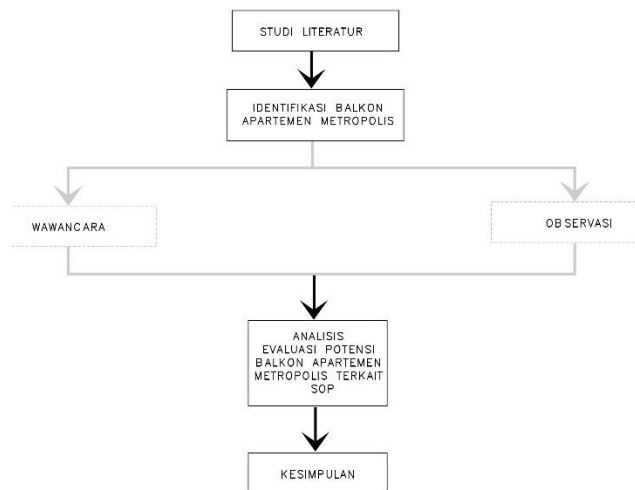 STUDI LITERATUR
IDENTIFIKASI BALKON
APARTEMEN METROPOLIS
WAWANCARA
OBSERVASI
ANALISIS
EVALUASI POTENSI
BALKON APARTEMEN
METROPOLIS TERKAIT
SOP
KESIMPULAN